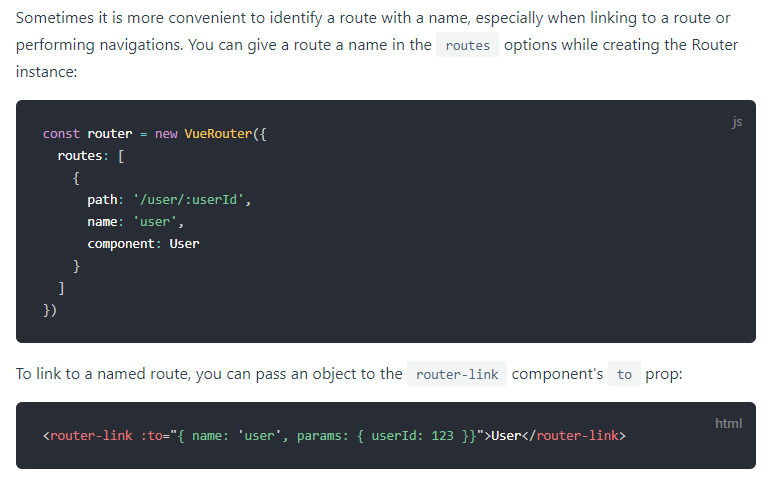 Sometimes it is more convenient to identify a route with a name, especially when linking to a route or
performing navigations. You can give a route a name in the routes options while creating the Router
instance:
js
const router = new VueRouter({
  routes: [
    {
      path: '/user/:userId',
      name: 'user',
      component: User
    }
  ]
})
To link to a named route, you can pass an object to the router-link component's to prop:
html
<router-link :to="{ name: 'user', params: { userId: 123 }}">User</router-link>